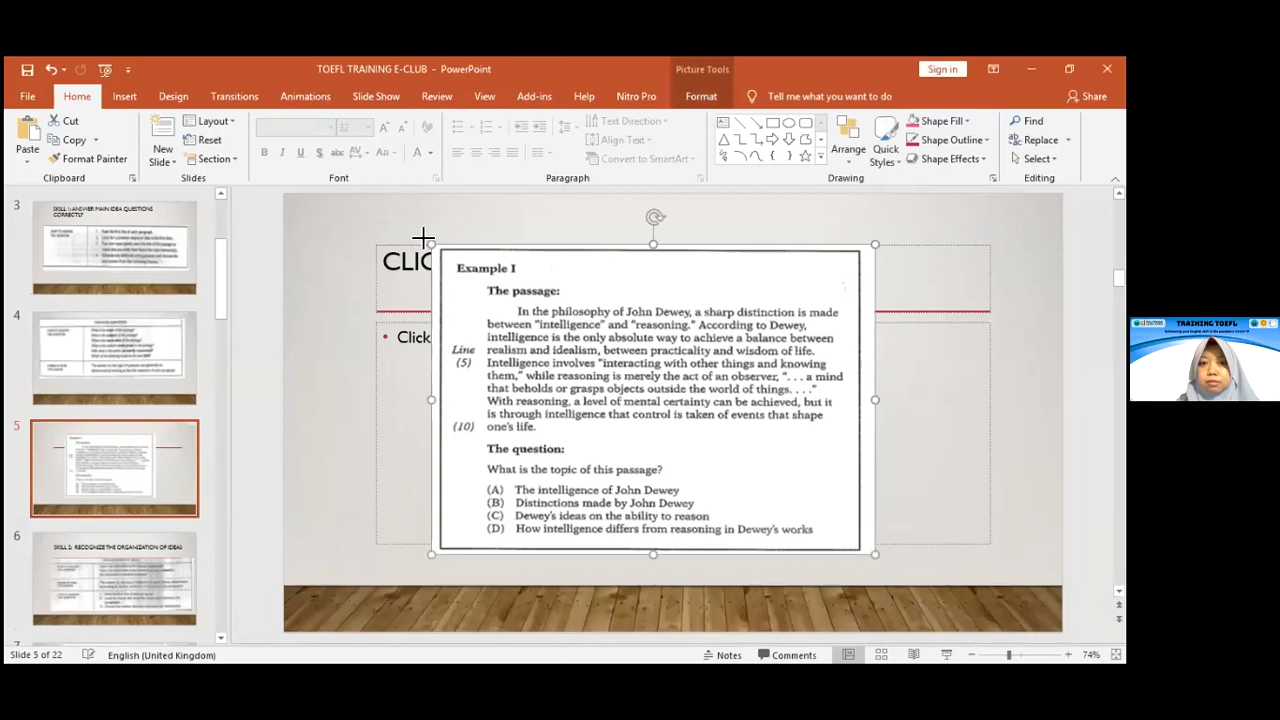 TOEFL TRAINING E-CLUB - PowerPoint
Picture Tools
Sign in
File
Home
Insert
Design
Transitions
Animations
Slide Show
Review
View
Add-ins
Help
Nitro Pro
Format
Tell me what you want to do
Share
Paste
Cut
Copy
Format Painter
Clipboard
New
Slide
Layout
Reset
Section
Slides
32
Font
Text Direction
Align Text
Convert to SmartArt
Paragraph
Arrange
Quick
Styles
Shape Fill
Shape Outline
Shape Effects
Drawing
Find
Replace
Select
Editing
3
SKILL 1: ANSWER MAIN IDEA QUESTIONS
CORRECTLY
4
5
6
SKILL 2: RECOGNIZE THE ORGANIZATION OF IDEAS
CLIC
Click
Example I
The passage:
In the philosophy of John Dewey, a sharp distinction is made
between "intelligence" and "reasoning." According to Dewey,
intelligence is the only absolute way to achieve a balance between
Line realism and idealism, between practicality and wisdom of life.
(5) Intelligence involves "interacting with other things and knowing
them," while reasoning is merely the act of an observer, ". . . a mind
that beholds or grasps objects outside the world of things. . . ."
With reasoning, a level of mental certainty can be achieved, but it
is through intelligence that control is taken of events that shape
(10) one's life.
The question:
What is the topic of this passage?
(A) The intelligence of John Dewey
(B) Distinctions made by John Dewey
(C) Dewey's ideas on the ability to reason
(D) How intelligence differs from reasoning in Dewey's works
TRAINING TOEFL
Slide 5 of 22
English (United Kingdom)
Notes
Comments
74%